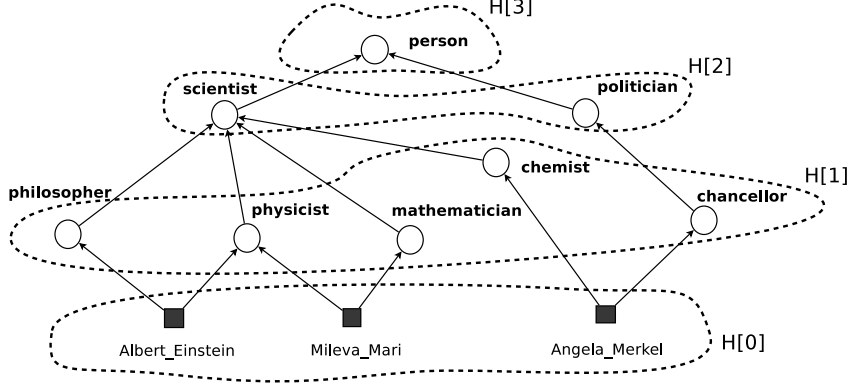 H[3]
person
H[2]
scientist
politician
H[1]
chemist
philosopher
chancellor
physicist
mathematician
H[0]
Albert_Einstein
Mileva_Mari
Angela_Merkel